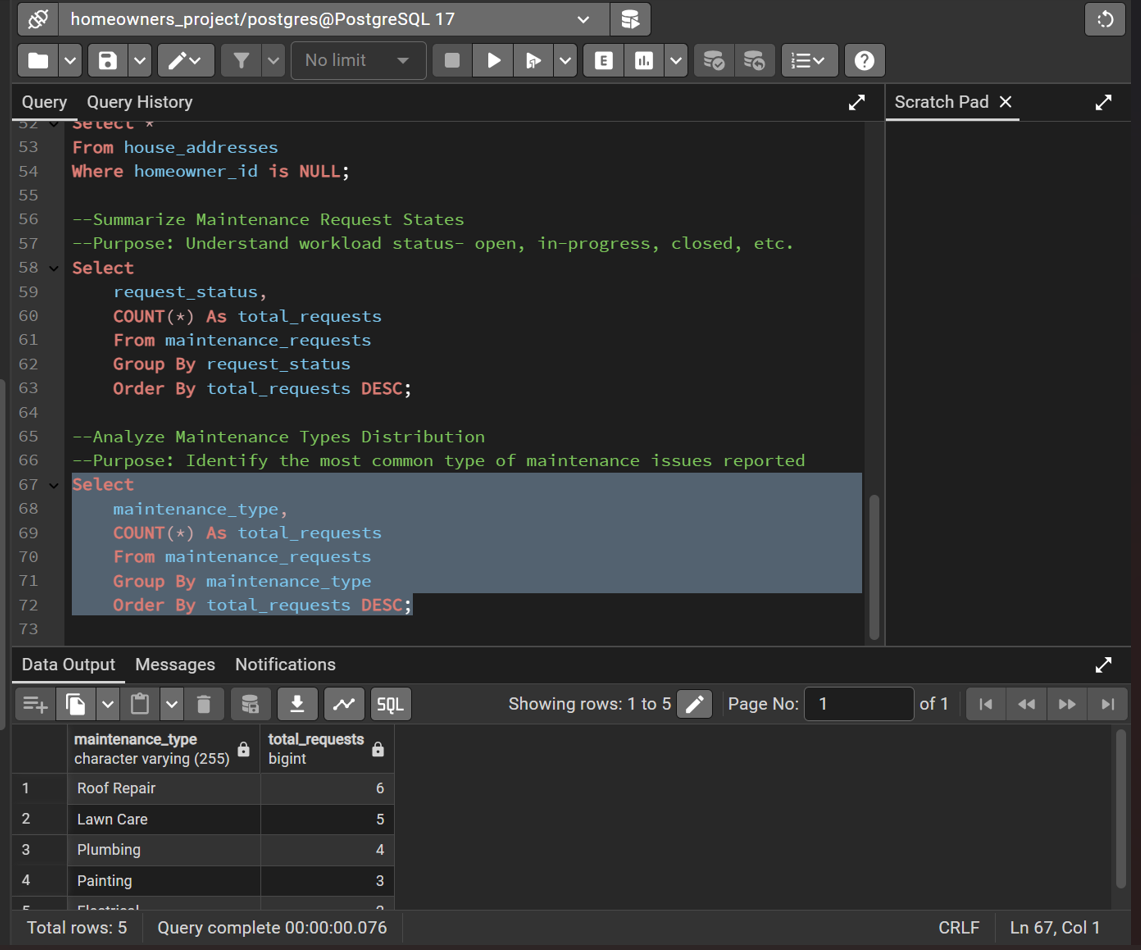 homeowners_project/postgres@PostgreSQL 17
No limit
E
SQL
Query Query History
Scratch Pad
52 Select *
53 From house_addresses
54 Where homeowner_id is NULL;
55
56 --Summarize Maintenance Request States
57 --Purpose: Understand workload status- open, in-progress, closed, etc.
58 Select
59 request_status,
60 COUNT(*) As total_requests
61 From maintenance_requests
62 Group By request_status
63 Order By total_requests DESC;
64
65 --Analyze Maintenance Types Distribution
66 --Purpose: Identify the most common type of maintenance issues reported
67 Select
68 maintenance_type,
69 COUNT(*) As total_requests
70 From maintenance_requests
71 Group By maintenance_type
72 Order By total_requests DESC;
73
Data Output Messages Notifications
Showing rows: 1 to 5 Page No: 1 of 1
maintenance_type total_requests
character varying (255) bigint
1 Roof Repair 6
2 Lawn Care 5
3 Plumbing 4
4 Painting 3
5 Electrical
Total rows: 5 Query complete 00:00:00.076 CRLF Ln 67, Col 1